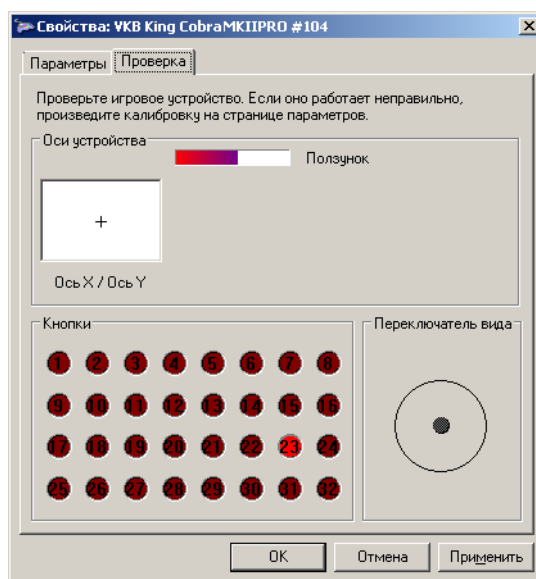 Свойства: VKB King CobraMKIIPRO #104
Параметры Проверка
Проверьте игровое устройство. Если оно работает неправильно,
произведите калибровку на странице параметров.
Оси устройства
Ползунок
Ось X / Ось Y
Кнопки
Переключатель вида
1 2 3 4 5 6 7 8
9 10 11 12 13 14 15 16
17 18 19 20 21 22 23 24
25 26 27 28 29 30 31 32
OK Отмена Применить